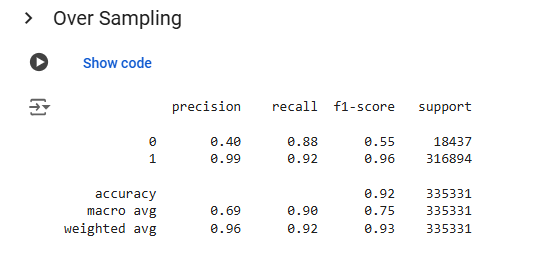 Over Sampling
Show code
precision recall f1-score support
0 0.40 0.88 0.55 18437
1 0.99 0.92 0.96 316894
accuracy 0.92 335331
macro avg 0.69 0.90 0.75 335331
weighted avg 0.96 0.92 0.93 335331